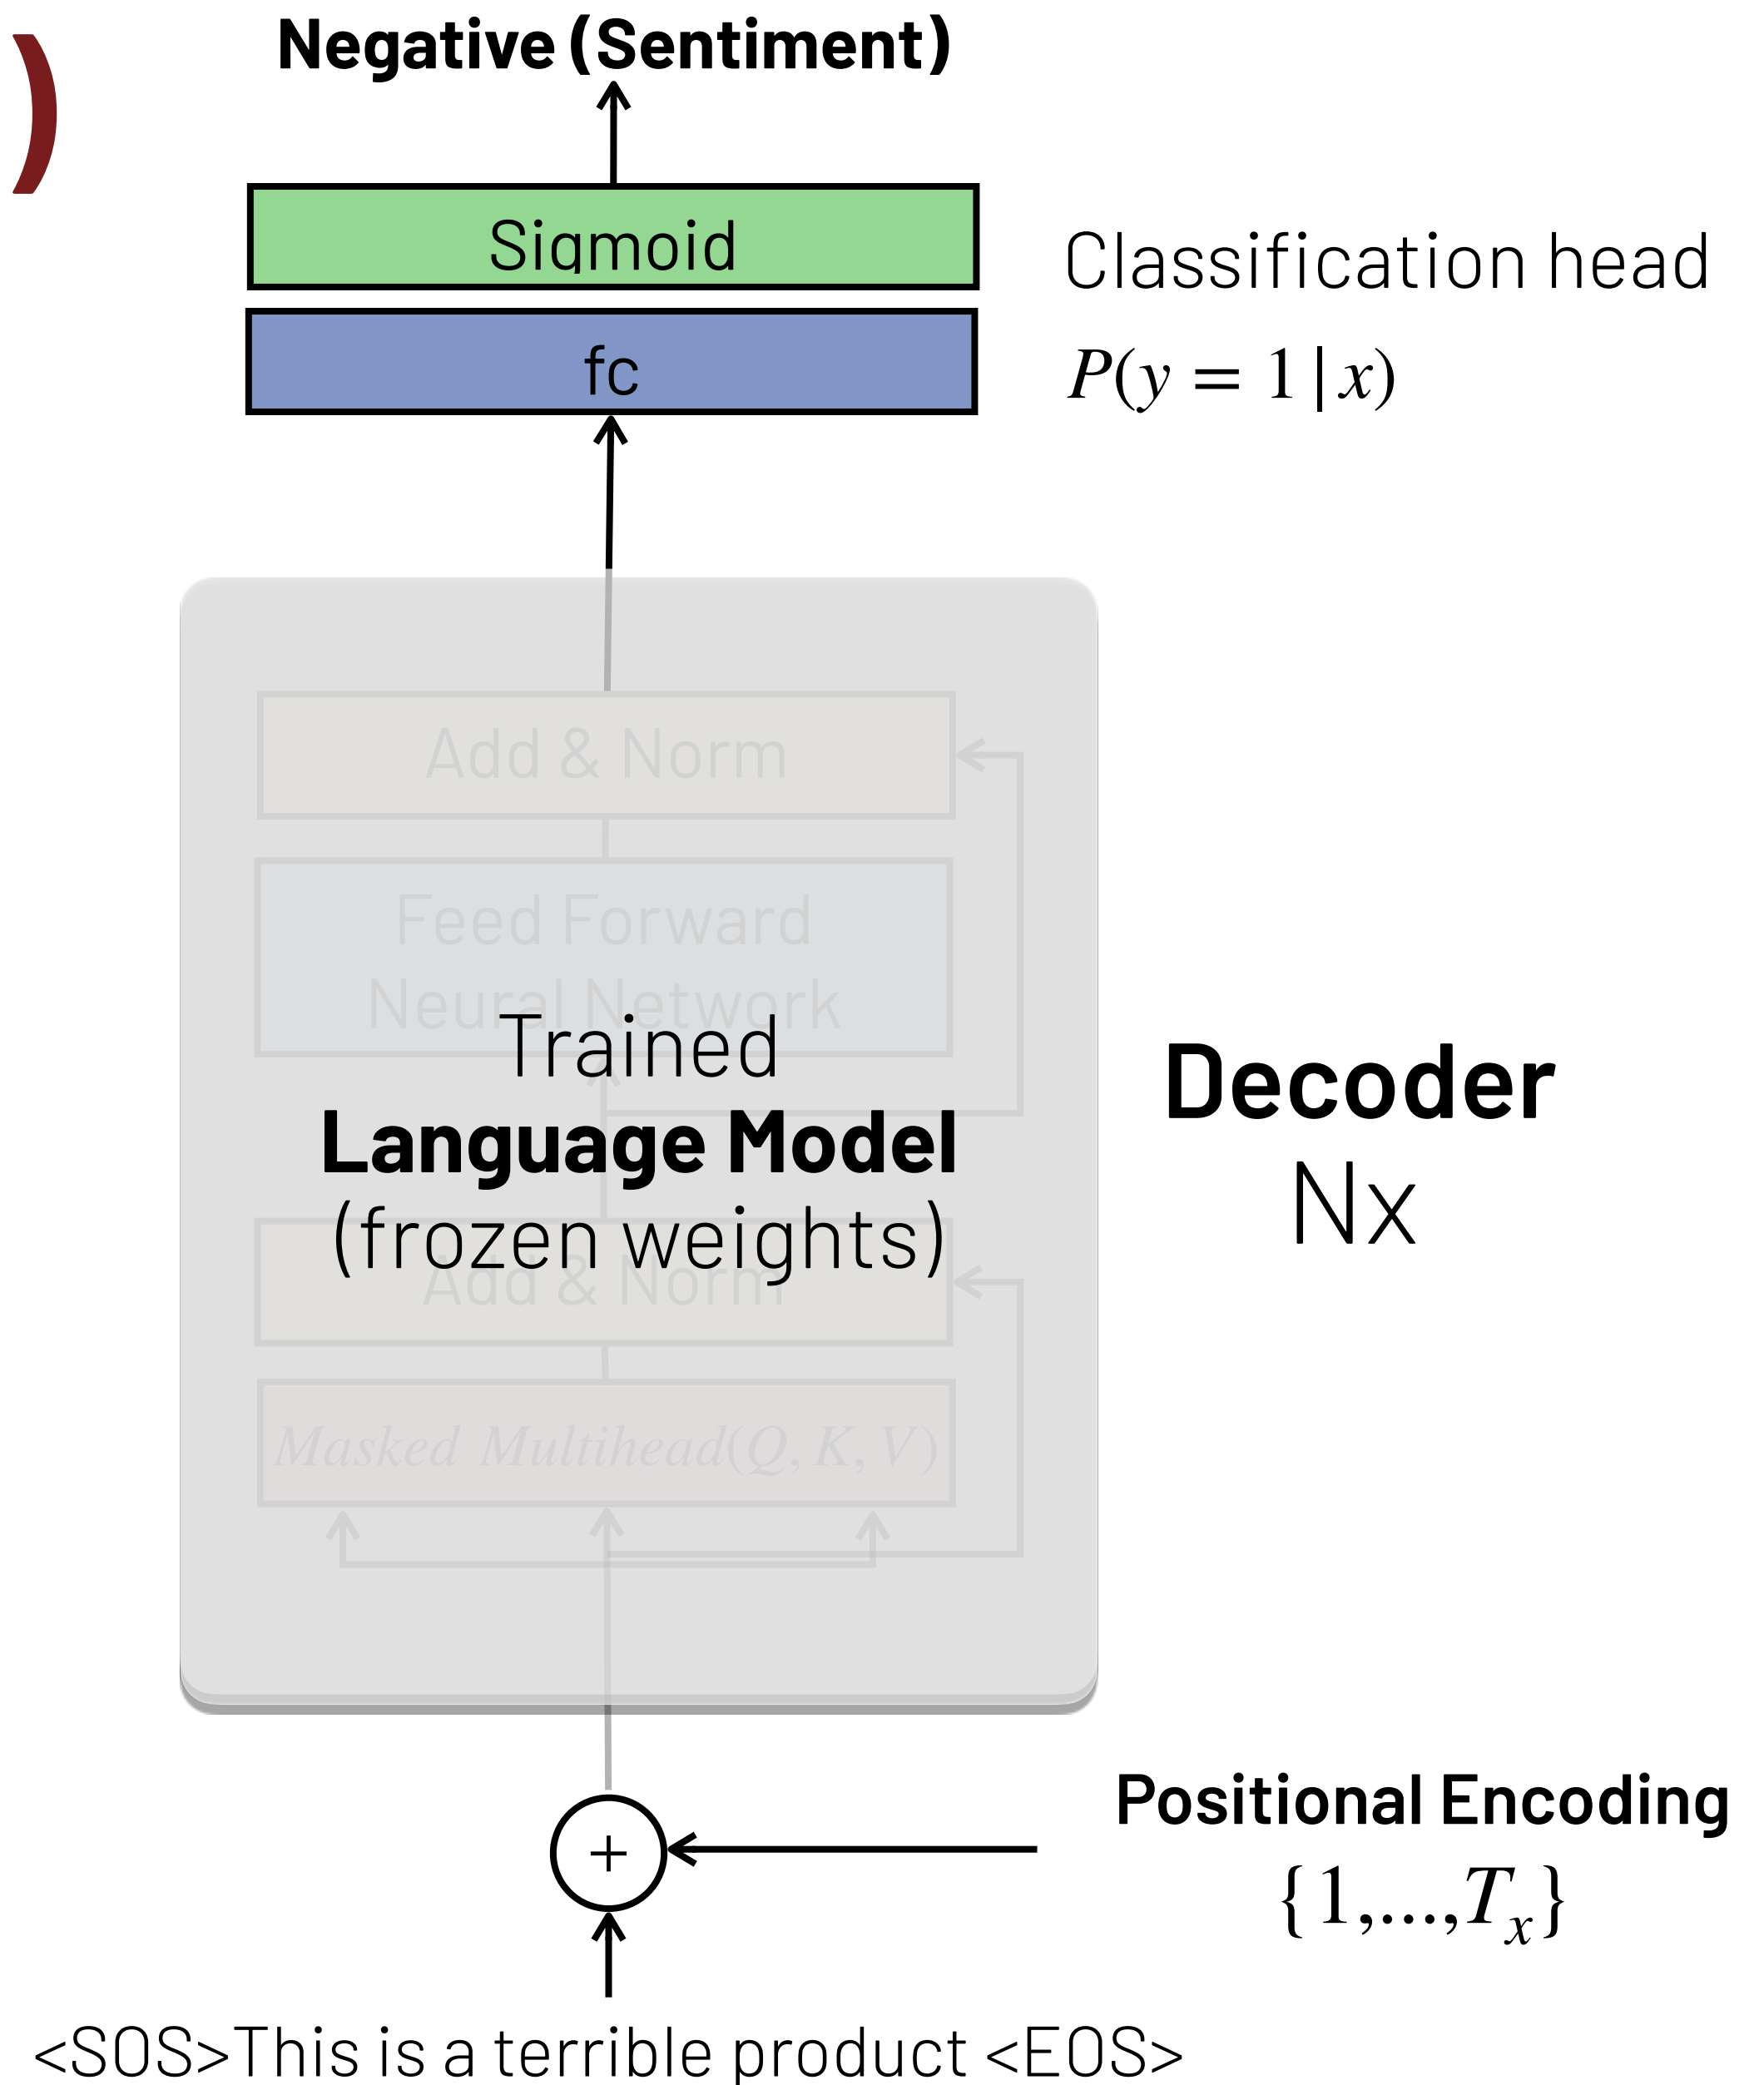 Negative (Sentiment)
)
Sigmoid
Classification head
fc
P(y = 1 | x)
Add & Norm
Feed Forward
Neural Network
Trained
Language Model
(frozen weights)
Decoder
Nx
Add & Norm
Masked Multihead(Q, K, V)
Positional Encoding
+
{1,...,Tₓ}
<SOS>This is a terrible product <EOS>